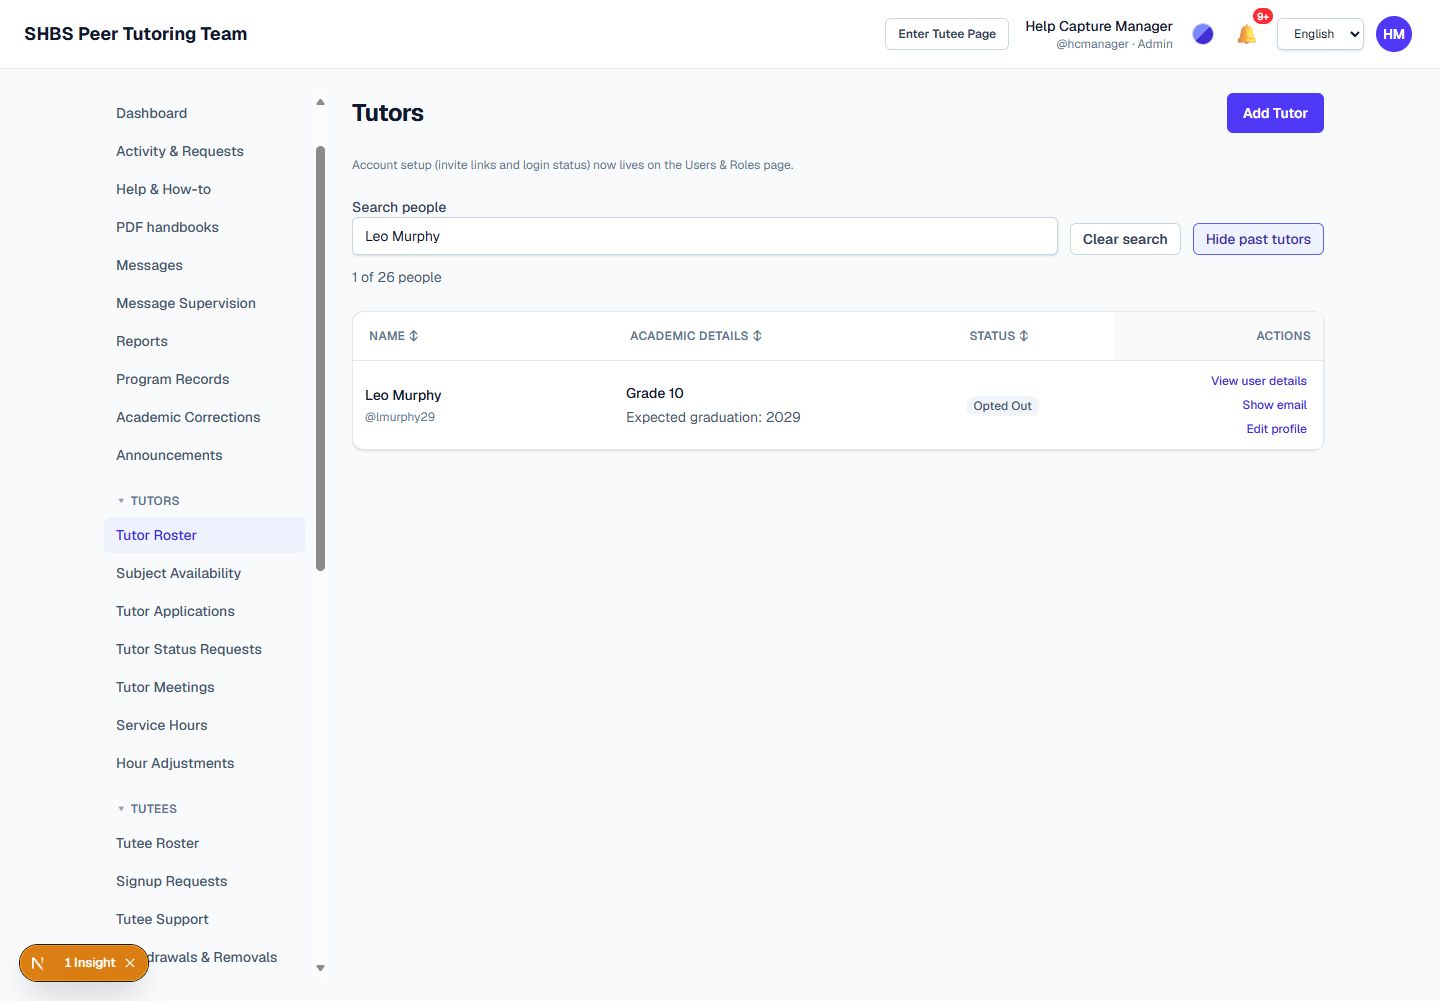 SHBS Peer Tutoring Team
Enter Tutee Page
Help Capture Manager
@hcmanager · Admin
9+
English
HM
Dashboard
Activity & Requests
Help & How-to
PDF handbooks
Messages
Message Supervision
Reports
Program Records
Academic Corrections
Announcements
TUTORS
Tutor Roster
Subject Availability
Tutor Applications
Tutor Status Requests
Tutor Meetings
Service Hours
Hour Adjustments
TUTEES
Tutee Roster
Signup Requests
Tutee Support
drawals & Removals
N 1 Insight
Tutors
Add Tutor
Account setup (invite links and login status) now lives on the Users & Roles page.
Search people
Leo Murphy
Clear search
Hide past tutors
1 of 26 people
NAME ACADEMIC DETAILS STATUS ACTIONS
Leo Murphy
@lmurphy29
Grade 10
Expected graduation: 2029
Opted Out
View user details
Show email
Edit profile